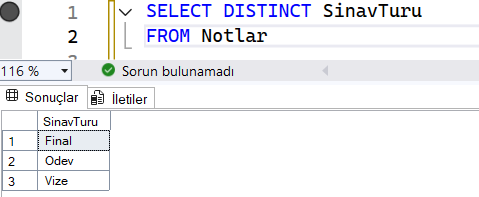 1 SELECT DISTINCT SinavTuru
2 FROM Notlar
3
116 % Sorun bulunamadı
Sonuçlar İletiler
SinavTuru
1 Final
2 Odev
3 Vize